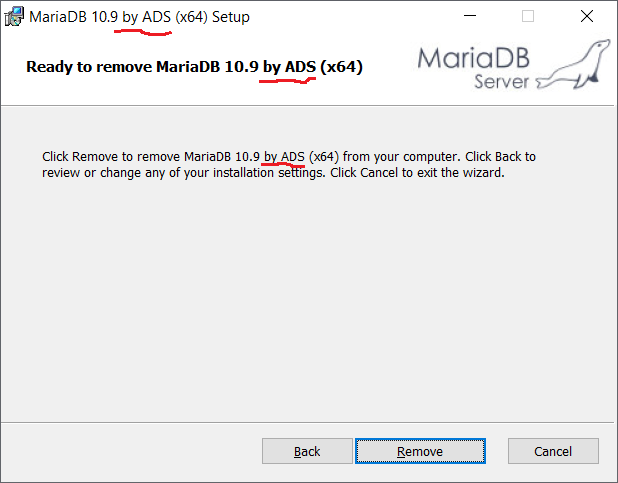 MariaDB 10.9 by ADS (x64) Setup
Ready to remove MariaDB 10.9 by ADS (x64)
MariaDB
Server
Click Remove to remove MariaDB 10.9 by ADS (x64) from your computer. Click Back to
review or change any of your installation settings. Click Cancel to exit the wizard.
Back
Remove
Cancel